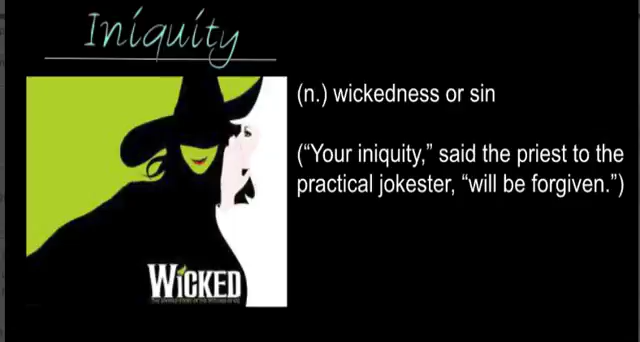 Iniquity
(n.) wickedness or sin
(“Your iniquity,” said the priest to the
practical jokester, “will be forgiven.”)
WICKED